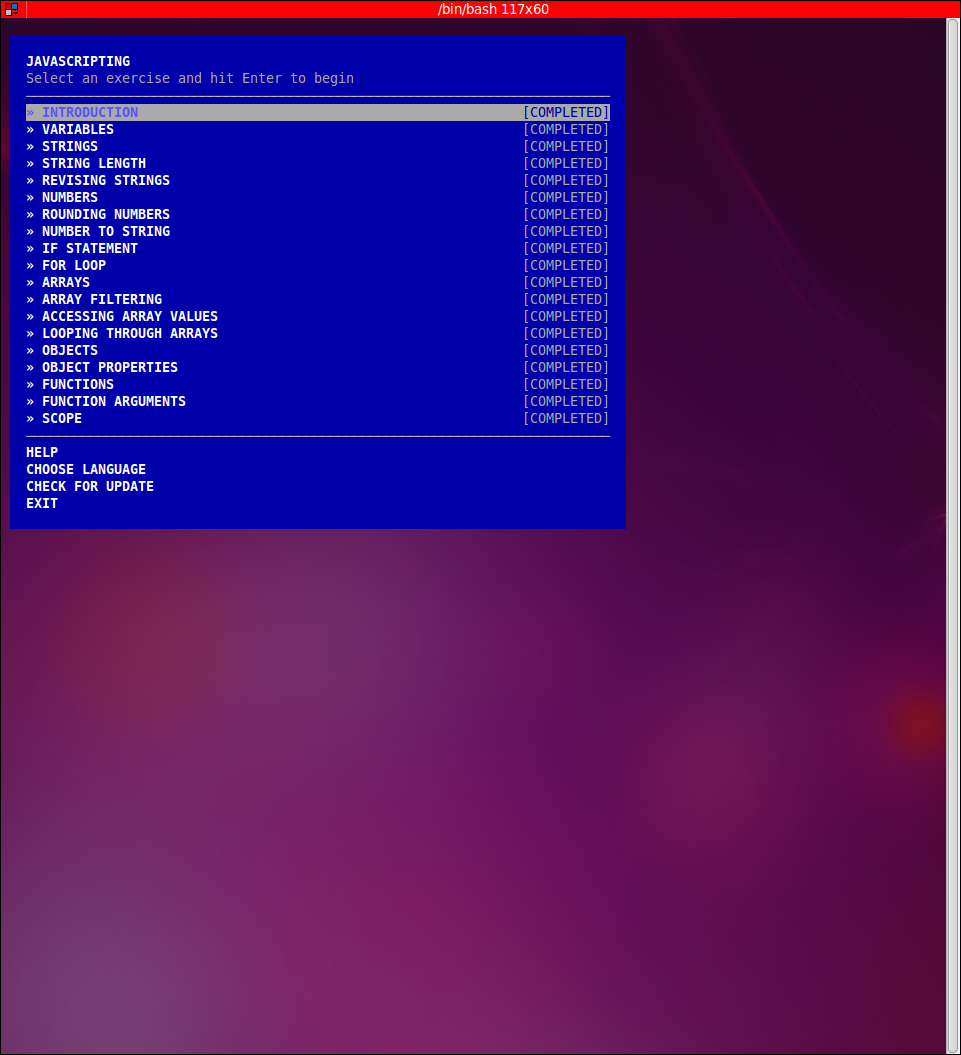 /bin/bash 117x60
JAVASCRIPTING
Select an exercise and hit Enter to begin
» INTRODUCTION [COMPLETED]
» VARIABLES [COMPLETED]
» STRINGS [COMPLETED]
» STRING LENGTH [COMPLETED]
» REVISING STRINGS [COMPLETED]
» NUMBERS [COMPLETED]
» ROUNDING NUMBERS [COMPLETED]
» NUMBER TO STRING [COMPLETED]
» IF STATEMENT [COMPLETED]
» FOR LOOP [COMPLETED]
» ARRAYS [COMPLETED]
» ARRAY FILTERING [COMPLETED]
» ACCESSING ARRAY VALUES [COMPLETED]
» LOOPING THROUGH ARRAYS [COMPLETED]
» OBJECTS [COMPLETED]
» OBJECT PROPERTIES [COMPLETED]
» FUNCTIONS [COMPLETED]
» FUNCTION ARGUMENTS [COMPLETED]
» SCOPE [COMPLETED]
HELP
CHOOSE LANGUAGE
CHECK FOR UPDATE
EXIT